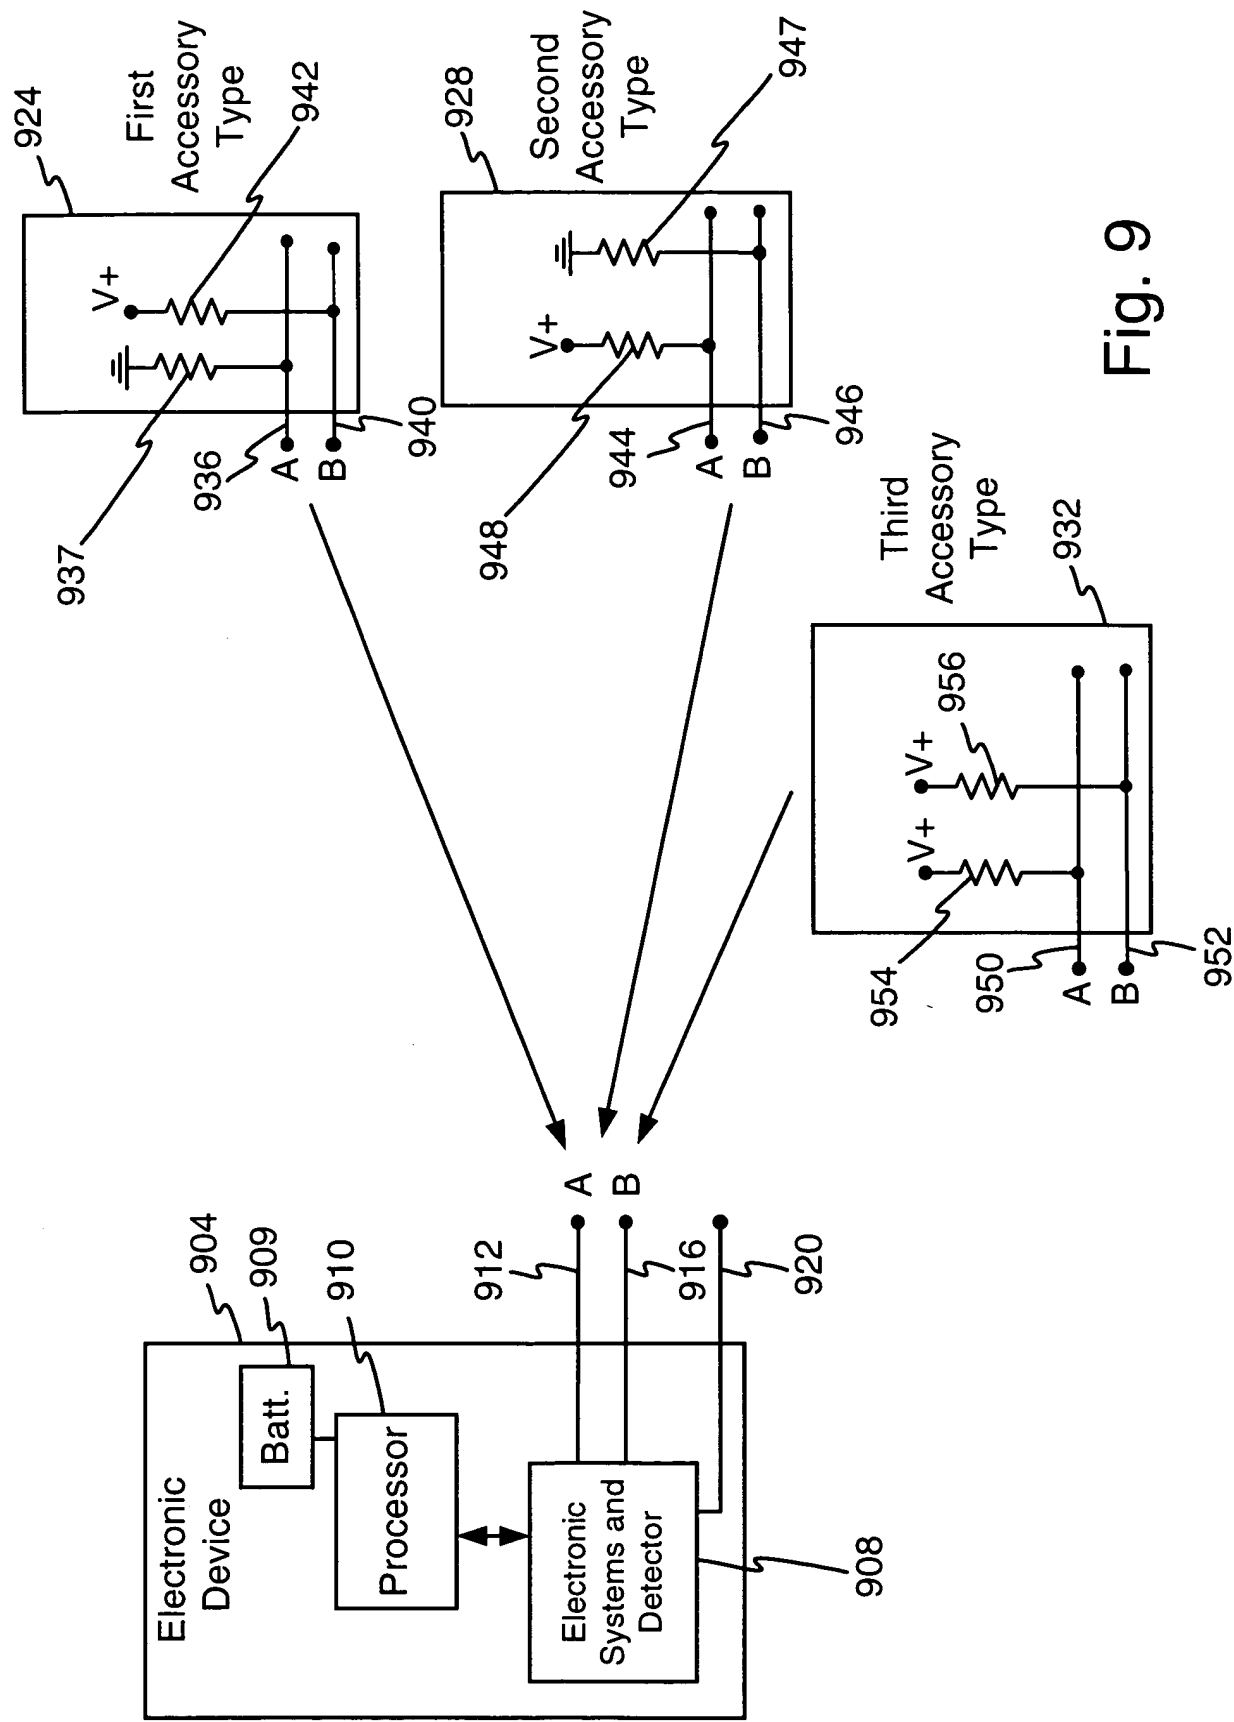 Electronic
Device
904
Batt.
909
Processor
910
Electronic
Systems and
Detector
908
912
916
920
A
B
924
First
Accessory
Type
V+
942
937
936
A
B
940
928
Second
Accessory
Type
V+
947
948
944
A
B
946
Third
Accessory
Type
932
V+
V+
956
954
950
A
B
952
Fig. 9